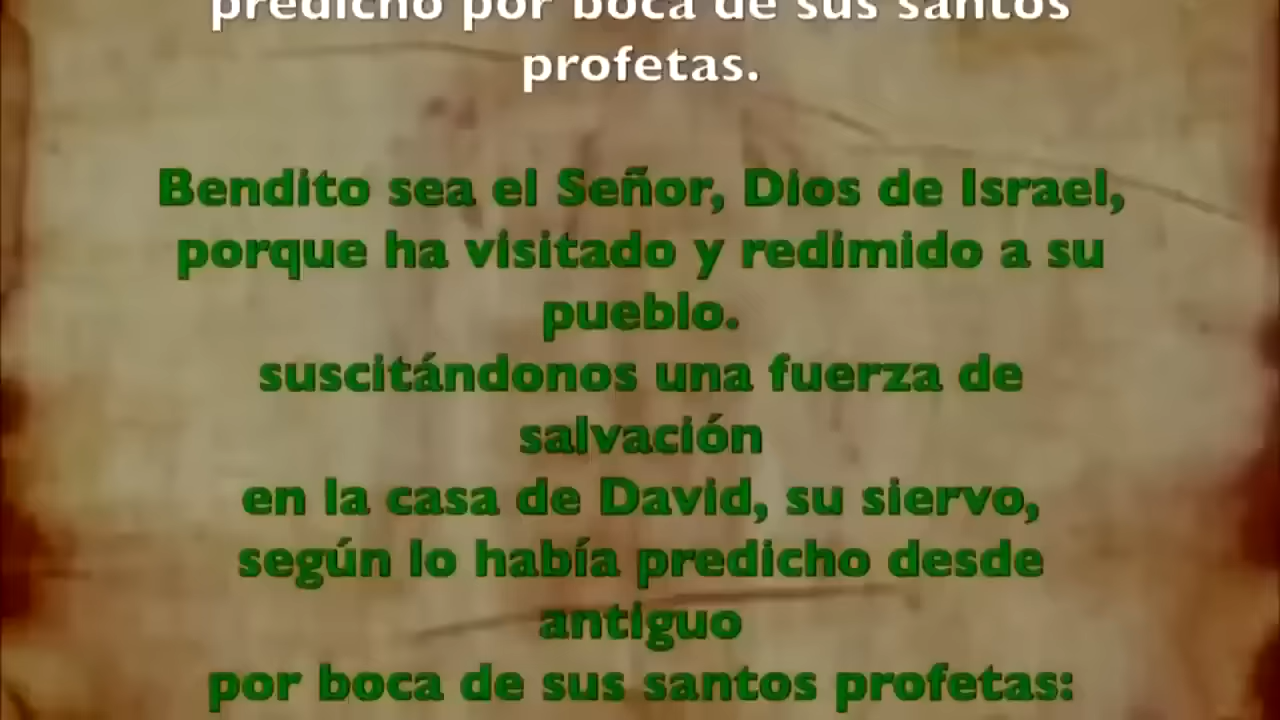 predicho por boca de sus santos
profetas.
Bendito sea el Señor, Dios de Israel,
porque ha visitado y redimido a su
pueblo.
suscitándonos una fuerza de
salvación
en la casa de David, su siervo,
según lo había predicho desde
antiguo
por boca de sus santos profetas: